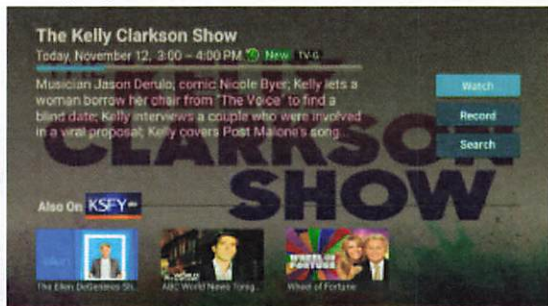 The Kelly Clarkson Show
Today, November 12, 3:00 – 4:00 PM New TV-G
Musician Jason Derulo; comic Nicole Byer; Kelly lets a
woman borrow her chair from "The Voice" to find a
blind date; Kelly interviews a couple who were involved
in a viral proposal; Kelly covers Post Malone's song...
Watch
Record
Search
CLARKSON
SHOW
Also On KSFY
The Ellen DeGeneres Sh...
ABC World News Tonig...
Wheel of Fortune
WHEEL OF
FORTUNE